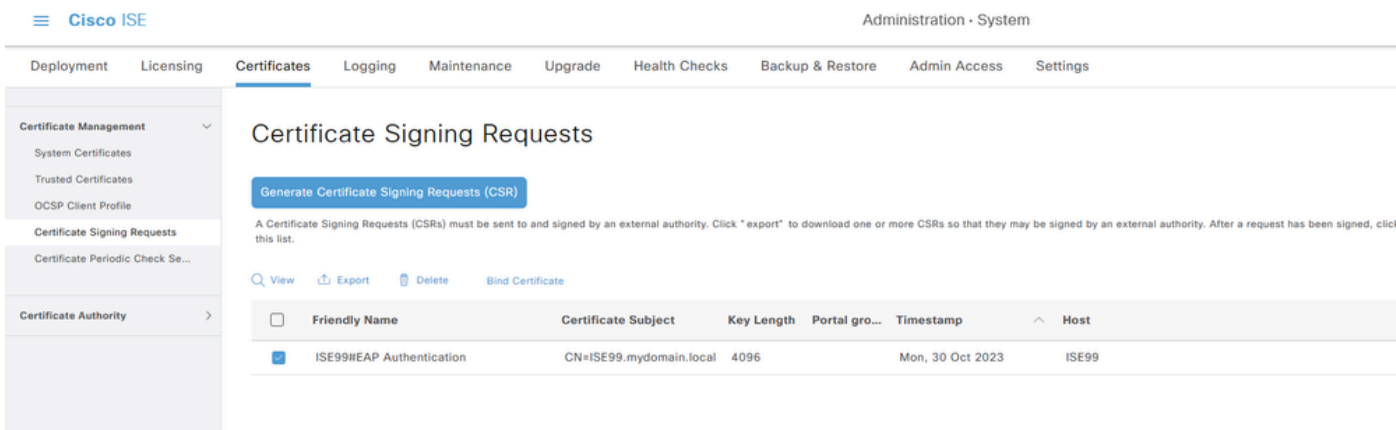 Cisco ISE
Administration · System
Deployment Licensing Certificates Logging Maintenance Upgrade Health Checks Backup & Restore Admin Access Settings
Certificate Management
System Certificates
Trusted Certificates
OCSP Client Profile
Certificate Signing Requests
Certificate Periodic Check Se...
Certificate Authority
Certificate Signing Requests
Generate Certificate Signing Requests (CSR)
A Certificate Signing Requests (CSRs) must be sent to and signed by an external authority. Click "export" to download one or more CSRs so that they may be signed by an external authority. After a request has been signed, click
this list.
View Export Delete Bind Certificate
Friendly Name Certificate Subject Key Length Portal gro... Timestamp Host
ISE99#EAP Authentication CN=ISE99.mydomain.local 4096 Mon, 30 Oct 2023 ISE99